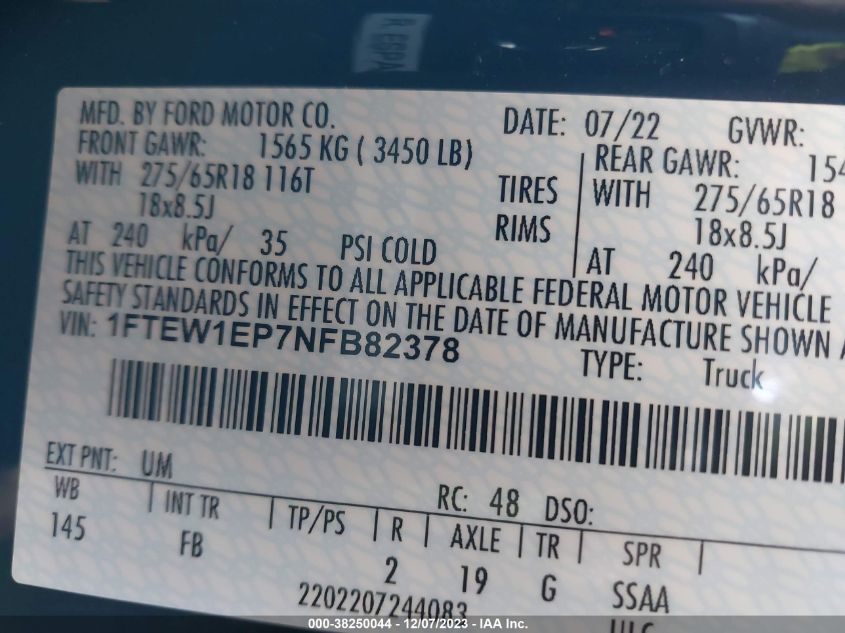 MFD. BY FORD MOTOR CO. DATE: 07/22 GVWR:
FRONT GAWR: 1565 KG ( 3450 LB) REAR GAWR: 154
WITH 275/65R18 116T TIRES WITH 275/65R18
18x8.5J RIMS 18x8.5J
AT 240 kPa/ 35 PSI COLD AT 240 kPa/
THIS VEHICLE CONFORMS TO ALL APPLICABLE FEDERAL MOTOR VEHICLE
SAFETY STANDARDS IN EFFECT ON THE DATE OF MANUFACTURE SHOWN
VIN: 1FTEW1EP7NFB82378 TYPE: Truck
EXT PNT: UM RC: 48 DSO:
WB INT TR TP/PS R AXLE TR SPR
145 FB 2 19 G SSAA
2202207244083
000-38250044 - 12/07/2023 - IAA Inc.